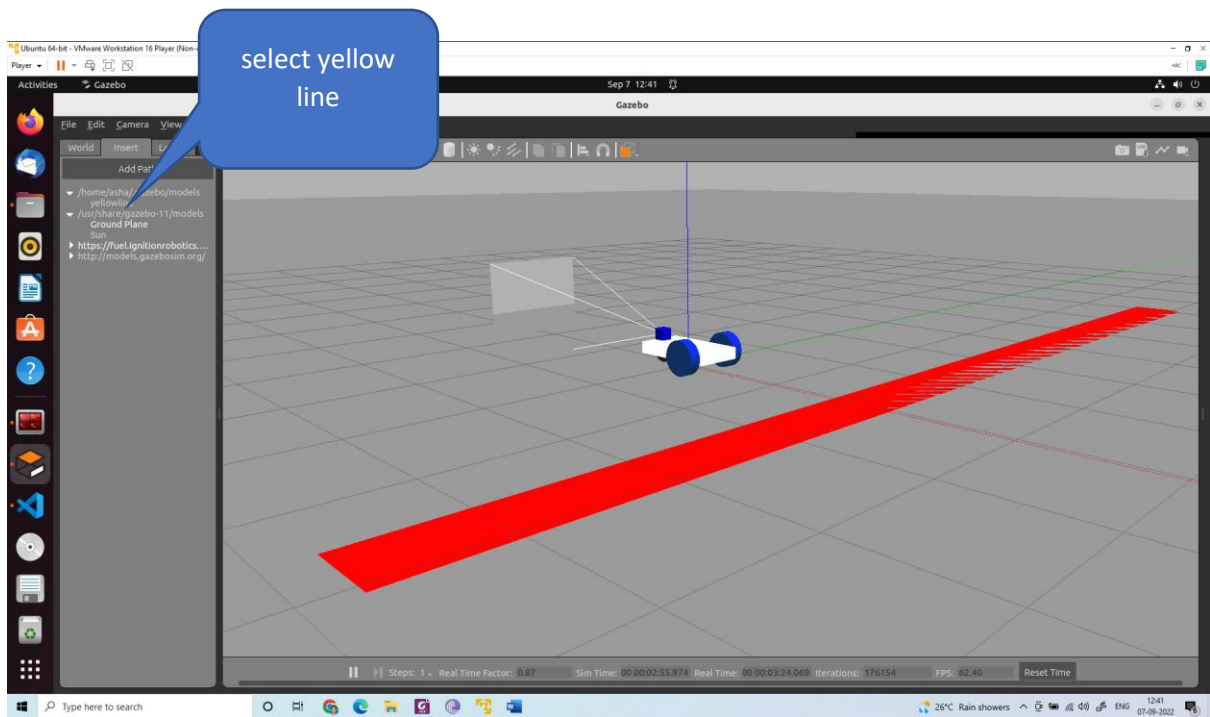 select yellow
line
Ubuntu 64-bit - VMware Workstation 16 Player (Non-
Player
Activities
Gazebo
Sep 7 12:41
Gazebo
File Edit Camera View
World Insert
Add Pat
/home/asha/.gazebo/models
yellowline
/usr/share/gazebo-11/models
Ground Plane
Sun
https://fuel.ignitionrobotics....
http://models.gazebosim.org/
Steps: 1 Real Time Factor: 0.87 Sim Time: 00 00:02:55.974 Real Time: 00 00:03:24.069 Iterations: 176154 FPS: 62.40 Reset Time
Type here to search
26°C Rain showers
ENG
12:41
07-09-2022